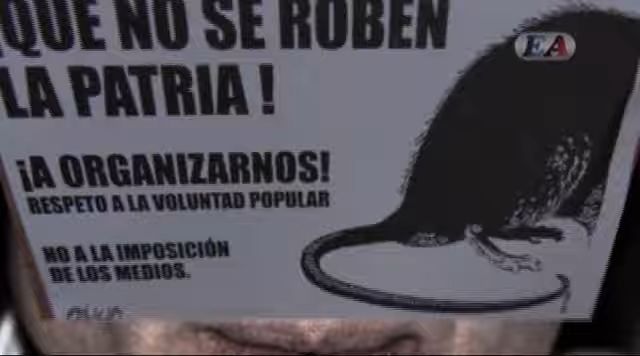 ¡QUE NO SE ROBEN
LA PATRIA !
¡A ORGANIZARNOS!
RESPETO A LA VOLUNTAD POPULAR
NO A LA IMPOSICIÓN
DE LOS MEDIOS.
EA